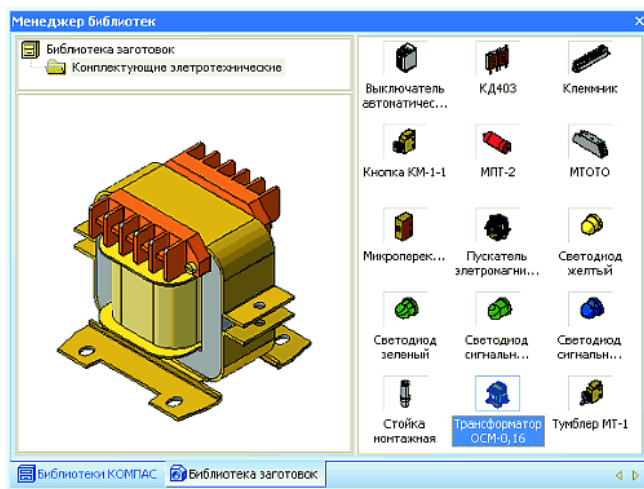 Менеджер библиотек
Библиотека заготовок
Конплектующие элетротехнические
Выключатель
автоматичес...
КД403
Клеммник
Кнопка КМ-1-1
МЛТ-2
МТОТО
Микроперек...
Пускатель
элетромагни...
Светодиод
желтый
Светодиод
зеленый
Светодиод
сигнальн...
Светодиод
сигнальн...
Стойка
монтажная
Трансформатор
ОСМ-0,16
Тумблер МТ-1
Библиотеки КОМПАС
Библиотека заготовок